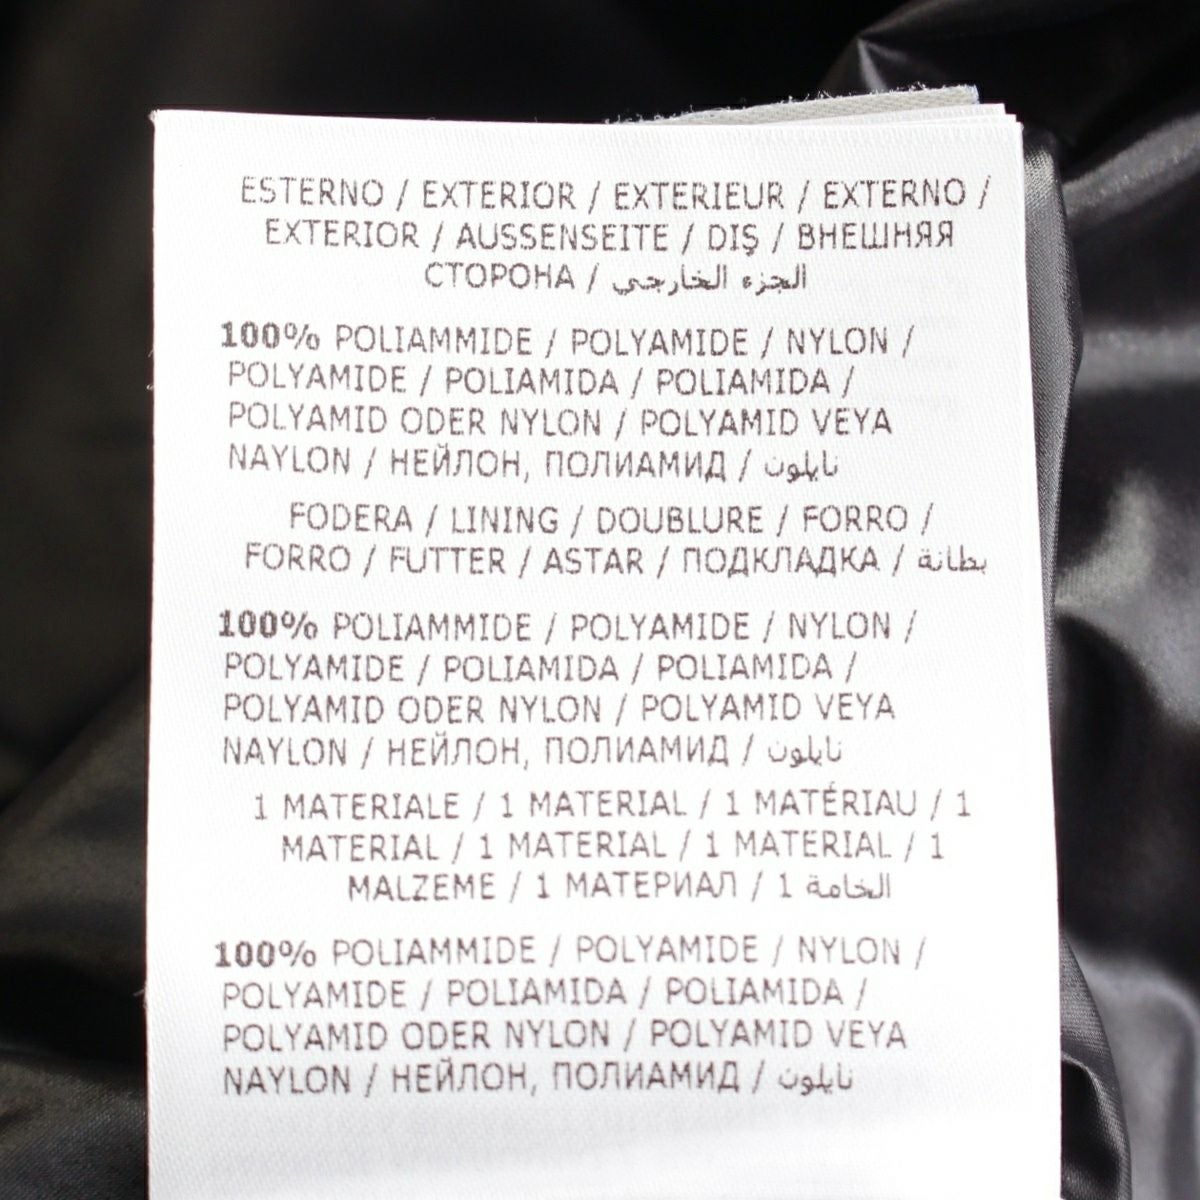 ESTERNO / EXTERIOR / EXTERIEUR / EXTERNO /
EXTERIOR / AUSSENSEITE / DIŞ / ВНЕШНЯЯ
СТОРОНА / الجزء الخارجي
100% POLIAMMIDE / POLYAMIDE / NYLON /
POLYAMIDE / POLIAMIDA / POLIAMIDA /
POLYAMID ODER NYLON / POLYAMID VEYA
NAYLON / НЕЙЛОН, ПОЛИАМИД / نايلون
FODERA / LINING / DOUBLURE / FORRO /
FORRO / FUTTER / ASTAR / ПОДКЛАДКА / بطانة
100% POLIAMMIDE / POLYAMIDE / NYLON /
POLYAMIDE / POLIAMIDA / POLIAMIDA /
POLYAMID ODER NYLON / POLYAMID VEYA
NAYLON / НЕЙЛОН, ПОЛИАМИД / نايلون
1 MATERIALE / 1 MATERIAL / 1 MATÉRIAU / 1
MATERIAL / 1 MATERIAL / 1 MATERIAL / 1
MALZEME / 1 МАТЕРИАЛ / 1 الخامة
100% POLIAMMIDE / POLYAMIDE / NYLON /
POLYAMIDE / POLIAMIDA / POLIAMIDA /
POLYAMID ODER NYLON / POLYAMID VEYA
NAYLON / НЕЙЛОН, ПОЛИАМИД / نايلون